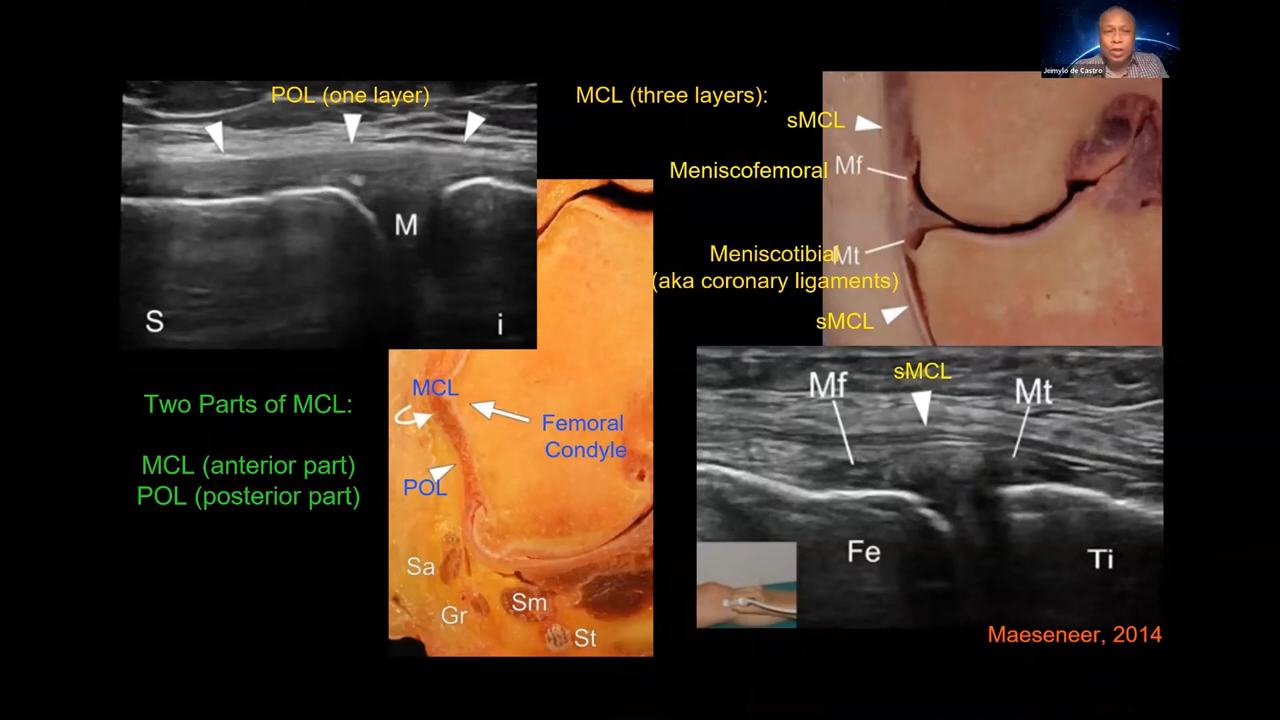 Jeimylo de Castro
POL (one layer)
M
S
i
MCL (three layers):
sMCL
Meniscofemoral
Mf
Meniscotibial
Mt
(aka coronary ligaments)
sMCL
Two Parts of MCL:
MCL (anterior part)
POL (posterior part)
MCL
Femoral
Condyle
POL
Sa
Gr
Sm
St
Mf
sMCL
Mt
Fe
Ti
Maeseneer, 2014